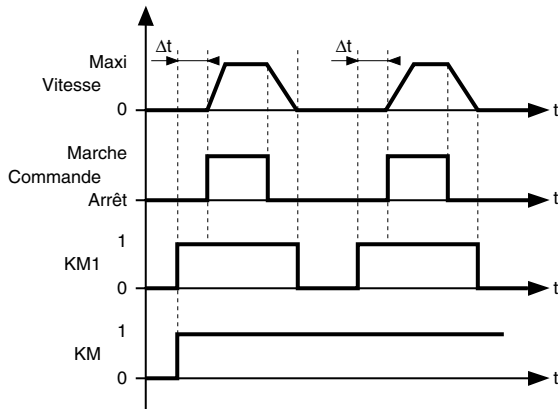 Δt Δt
Maxi
Vitesse
0 t
Marche
Commande
Arrêt t
1
KM1
0 t
1
KM
0 t